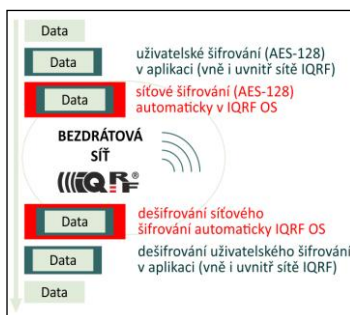 Data
Data
uživatelské šifrování (AES-128)
v aplikaci (vně i uvnitř sítě IQRF)
Data
síťové šifrování (AES-128)
automaticky v IQRF OS
BEZDRÁTOVÁ
SÍŤ
IQRF®
Data
dešifrování síťového
šifrování automaticky IQRF OS
Data
dešifrování uživatelského šifrování
v aplikaci (vně i uvnitř sítě IQRF)
Data